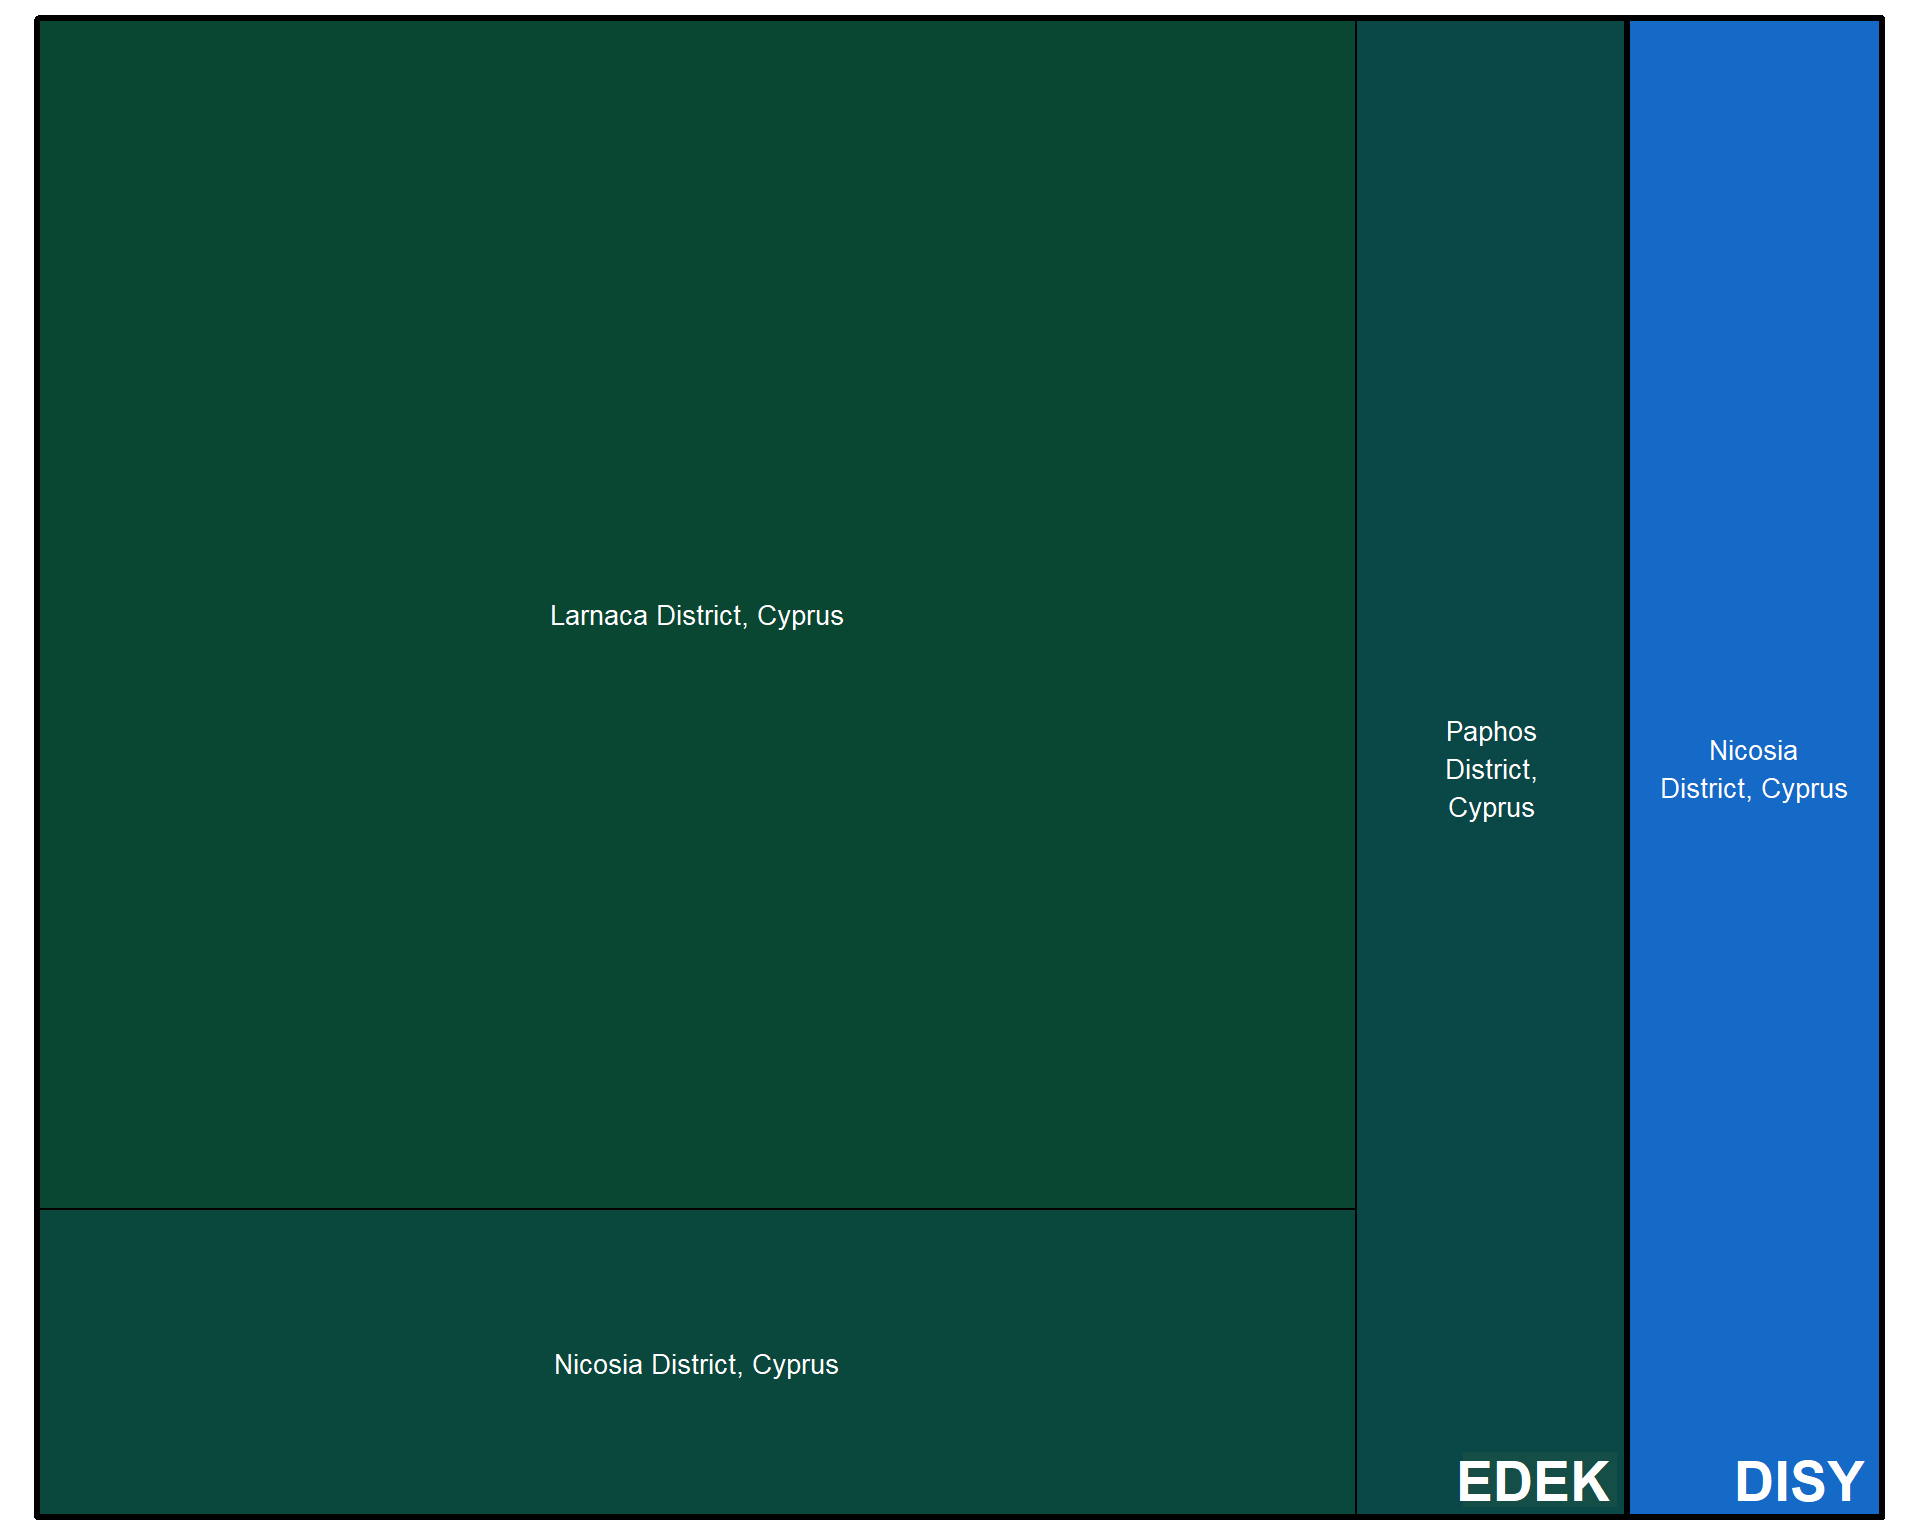 Larnaca District, Cyprus
Nicosia District, Cyprus
Paphos
District,
Cyprus
EDEK
Nicosia
District, Cyprus
DISY